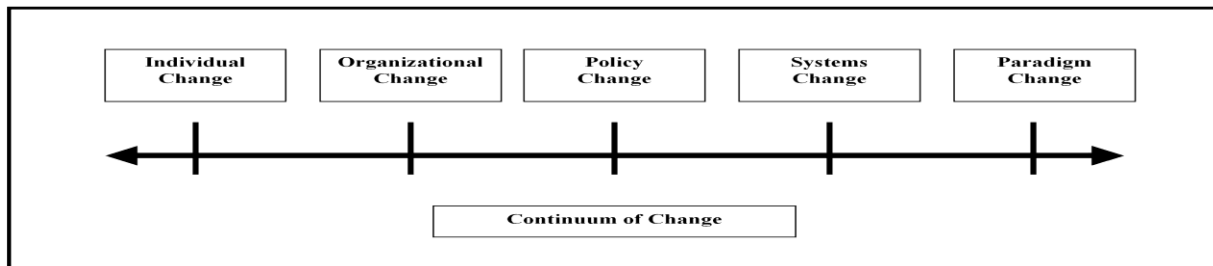 Individual
Change
Organizational
Change
Policy
Change
Systems
Change
Paradigm
Change
Continuum of Change